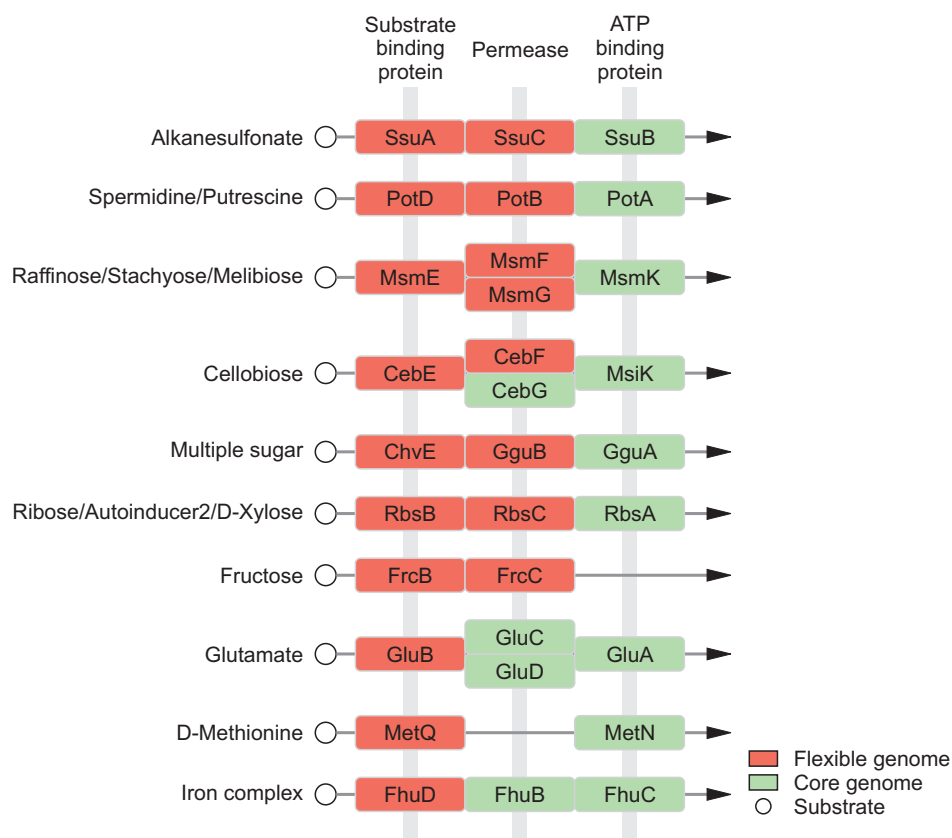 Substrate
binding
protein
Permease
ATP
binding
protein
Alkanesulfonate
SsuA
SsuC
SsuB
Spermidine/Putrescine
PotD
PotB
PotA
Raffinose/Stachyose/Melibiose
MsmE
MsmF
MsmG
MsmK
Cellobiose
CebE
CebF
CebG
MsiK
Multiple sugar
ChvE
GguB
GguA
Ribose/Autoinducer2/D-Xylose
RbsB
RbsC
RbsA
Fructose
FrcB
FrcC
Glutamate
GluB
GluC
GluD
GluA
D-Methionine
MetQ
MetN
Iron complex
FhuD
FhuB
FhuC
Flexible genome
Core genome
Substrate